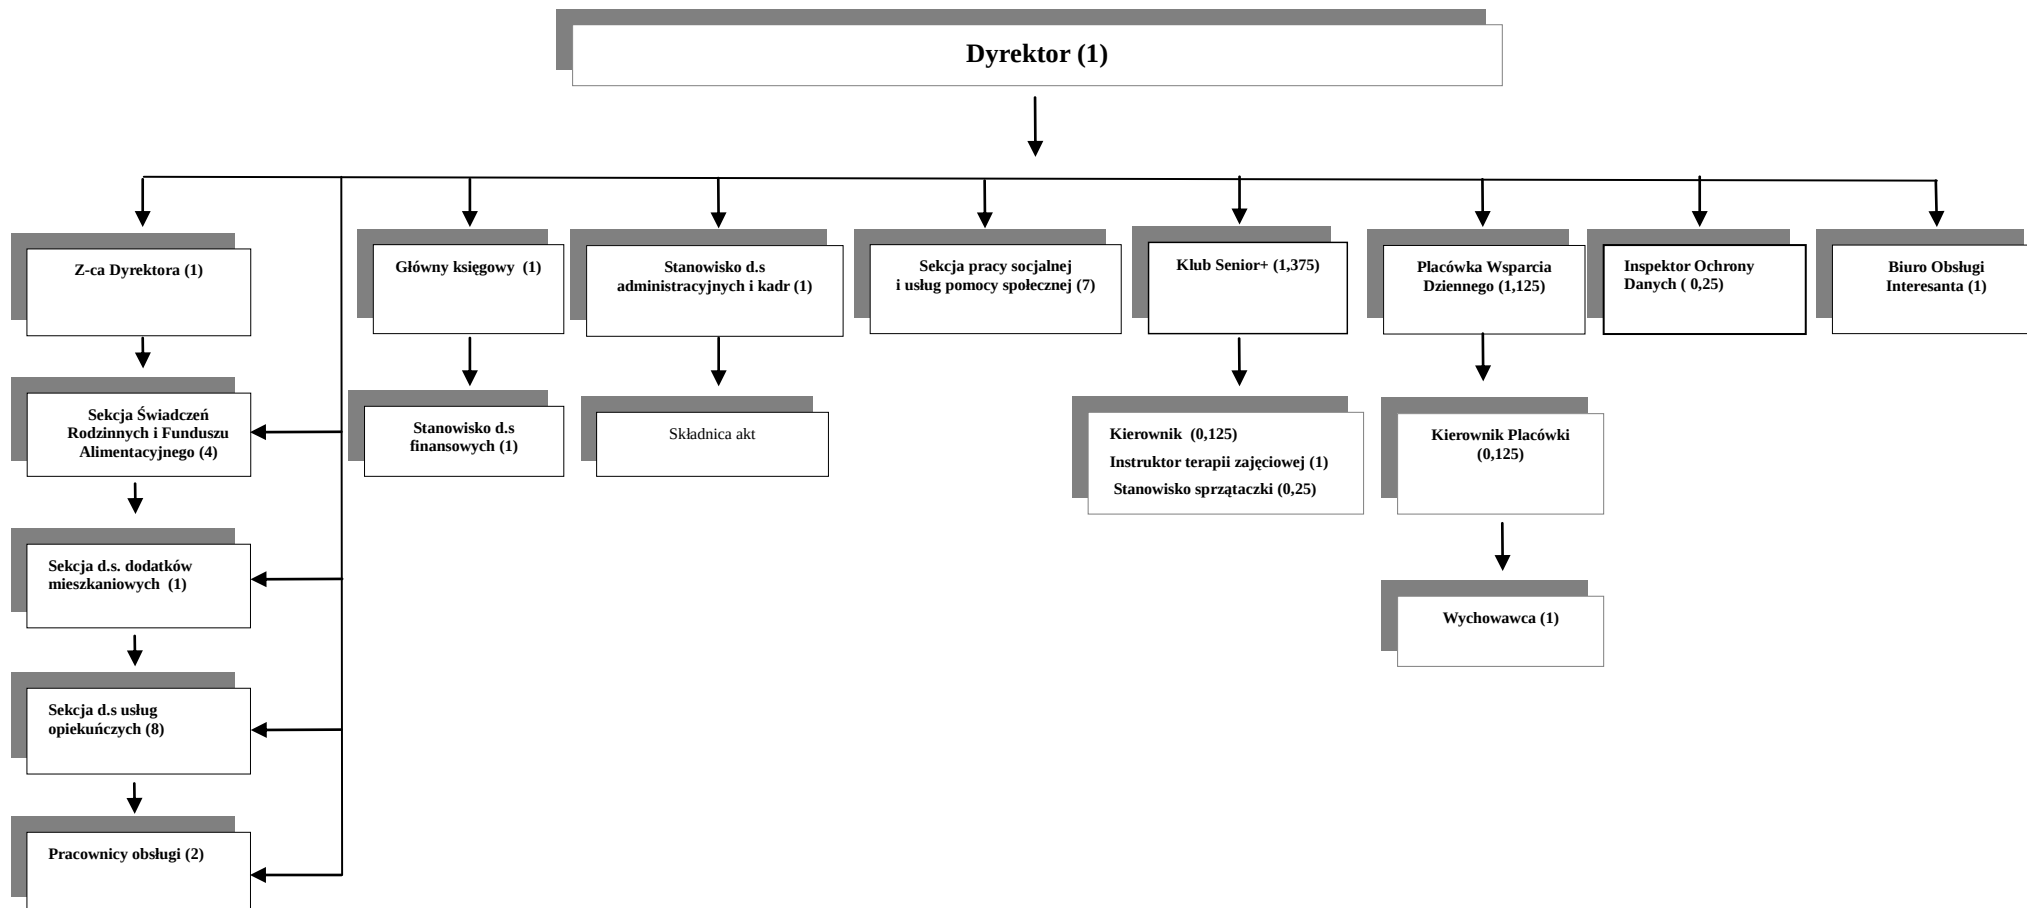 Dyrektor (1)
Z-ca Dyrektora (1)
Główny księgowy  (1)
Stanowisko d.s
administracyjnych i kadr (1)
Sekcja pracy socjalnej
i usług pomocy społecznej (7)
Klub Senior+ (1,375)
Placówka Wsparcia
Dziennego (1,125)
Inspektor Ochrony
Danych ( 0,25)
Biuro Obsługi
Interesanta (1)
Sekcja Świadczeń
Rodzinnych i Funduszu
Alimentacyjnego (4)
Stanowisko d.s
finansowych (1)
Składnica akt
Kierownik  (0,125)
Instruktor terapii zajęciowej (1)
Stanowisko sprzątaczki (0,25)
Kierownik Placówki
(0,125)
Sekcja d.s. dodatków
mieszkaniowych  (1)
Wychowawca (1)
Sekcja d.s usług
opiekuńczych (8)
Pracownicy obsługi (2)